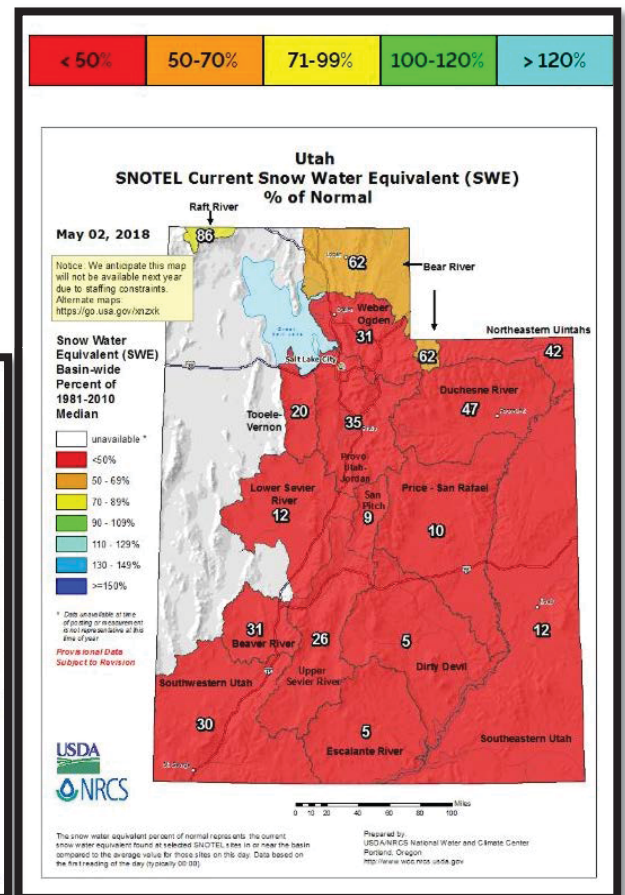 < 50%
50-70%
71-99%
100-120%
> 120%
Utah
SNOTEL Current Snow Water Equivalent (SWE)
% of Normal
Raft River
May 02, 2018
86
62
Bear River
Notice: We anticipate this map
will not be available next year
due to staffing constraints.
Alternate maps:
https://go.usa.gov/xnzxk
Weber
Ogden
31
Northeastern Uintahs
42
62
Snow Water
Equivalent (SWE)
Basin-wide
Percent of
1981-2010
Median
unavailable *
<50%
50 - 69%
70 - 89%
90 - 109%
110 - 129%
130 - 149%
>=150%
Great
Salt Lake City
Duchesne River
47
Tooele-
Vernon
20
35
Provo
Utah-
Jordan
Lower Sevier
River
12
San
Pitch
9
Price - San Rafael
10
* Data unavailable at time
of posting or measurement
is not representative at this
time of year
Provisional Data
Subject to Revision
31
Beaver River
26
Upper
Sevier River
5
Dirty Devil
12
Southwestern Utah
30
5
Escalante River
Southeastern Utah
USDA
NRCS
Miles
0 10 20 40 60 80 100
The snow water equivalent percent of normal represents the current
snow water equivalent found at selected SNOTEL sites in or near the basin
compared to the average value for those sites on this day. Data based on
the first reading of the day (typically 00:00).
Prepared by:
USDA/NRCS National Water and Climate Center
Portland, Oregon
http://www.wcc.nrcs.usda.gov